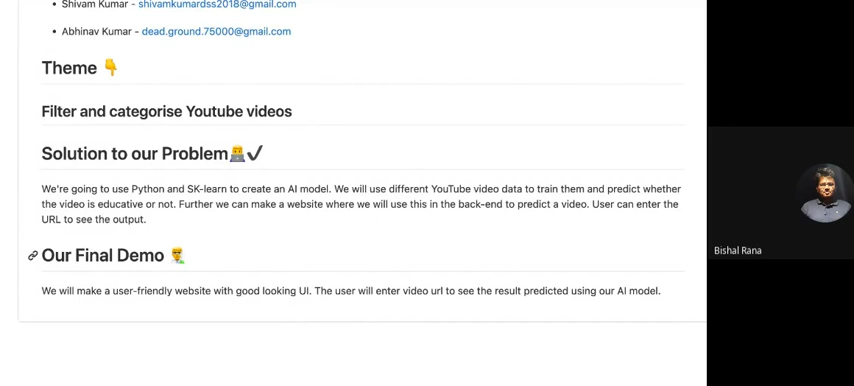 Shivam Kumar - shivamkumardss2018@gmail.com
Abhinav Kumar - dead.ground.75000@gmail.com
Theme 👇
Filter and categorise Youtube videos
Solution to our Problem👨‍💻✔
We're going to use Python and SK-learn to create an AI model. We will use different YouTube video data to train them and predict whether
the video is educative or not. Further we can make a website where we will use this in the back-end to predict a video. User can enter the
URL to see the output.
Our Final Demo 👨‍🔬
We will make a user-friendly website with good looking UI. The user will enter video url to see the result predicted using our AI model.
Bishal Rana